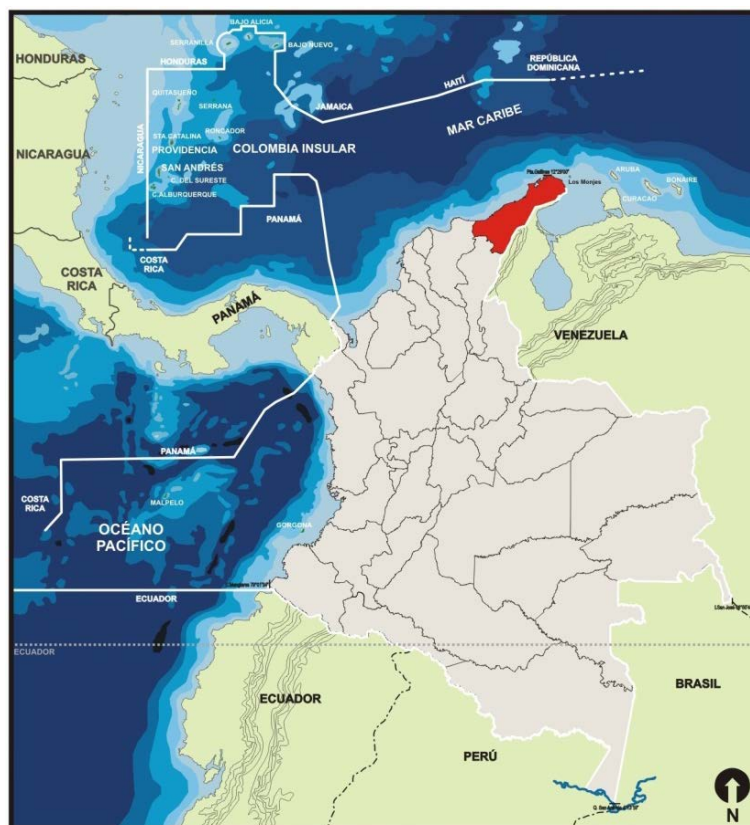 BAJO ALICIA
SERRANILLA
BAJO NUEVO
HONDURAS
HONDURAS
REPÚBLICA
DOMINICANA
HAITÍ
QUITASUEÑO
SERRANA
JAMAICA
MAR CARIBE
NICARAGUA
NICARAGUA
STA. CATALINA
RONCADOR
PROVIDENCIA
COLOMBIA INSULAR
SAN ANDRÉS
C. DEL SURESTE
C. ALBURQUERQUE
Los Monjes
ARUBA
CURACAO
BONAIRE
PANAMÁ
COSTA
RICA
COSTA
RICA
PANAMÁ
VENEZUELA
PANAMÁ
COSTA
RICA
MALPELO
OCÉANO
PACÍFICO
GORGONA
ECUADOR
ECUADOR
ECUADOR
BRASIL
PERÚ
N